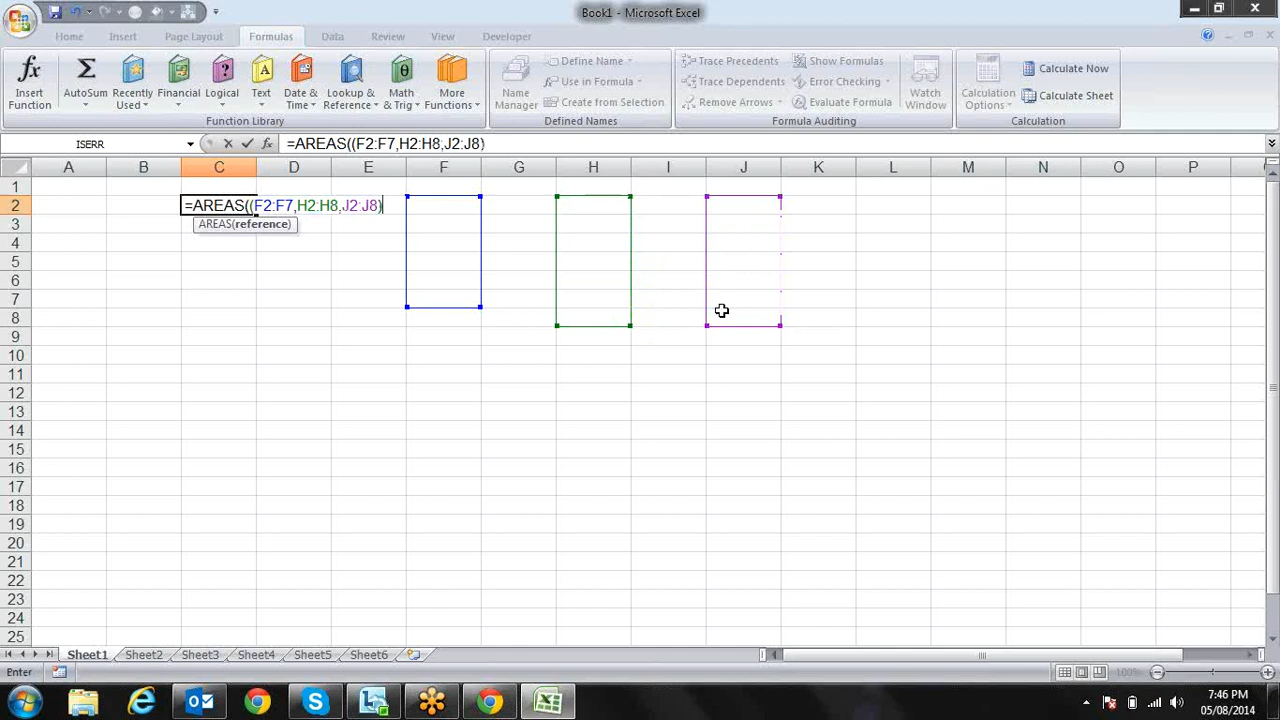 Book1 - Microsoft Excel
Home Insert Page Layout Formulas Data Review View Developer
Insert Function
AutoSum
Recently Used
Financial
Logical
Text
Date & Time
Lookup & Reference
Math & Trig
More Functions
Function Library
Name Manager
Define Name
Use in Formula
Create from Selection
Defined Names
Trace Precedents
Trace Dependents
Remove Arrows
Show Formulas
Error Checking
Evaluate Formula
Formula Auditing
Watch Window
Calculation Options
Calculate Now
Calculate Sheet
Calculation
ISERR =AREAS((F2:F7,H2:H8,J2:J8)
A B C D E F G H I J K L M N O P
1
2 =AREAS((F2:F7,H2:H8,J2:J8)
AREAS(reference)
3
4
5
6
7
8
9
10
11
12
13
14
15
16
17
18
19
20
21
22
23
24
25
Sheet1 Sheet2 Sheet3 Sheet4 Sheet5 Sheet6
Enter 100%
7:46 PM
05/08/2014